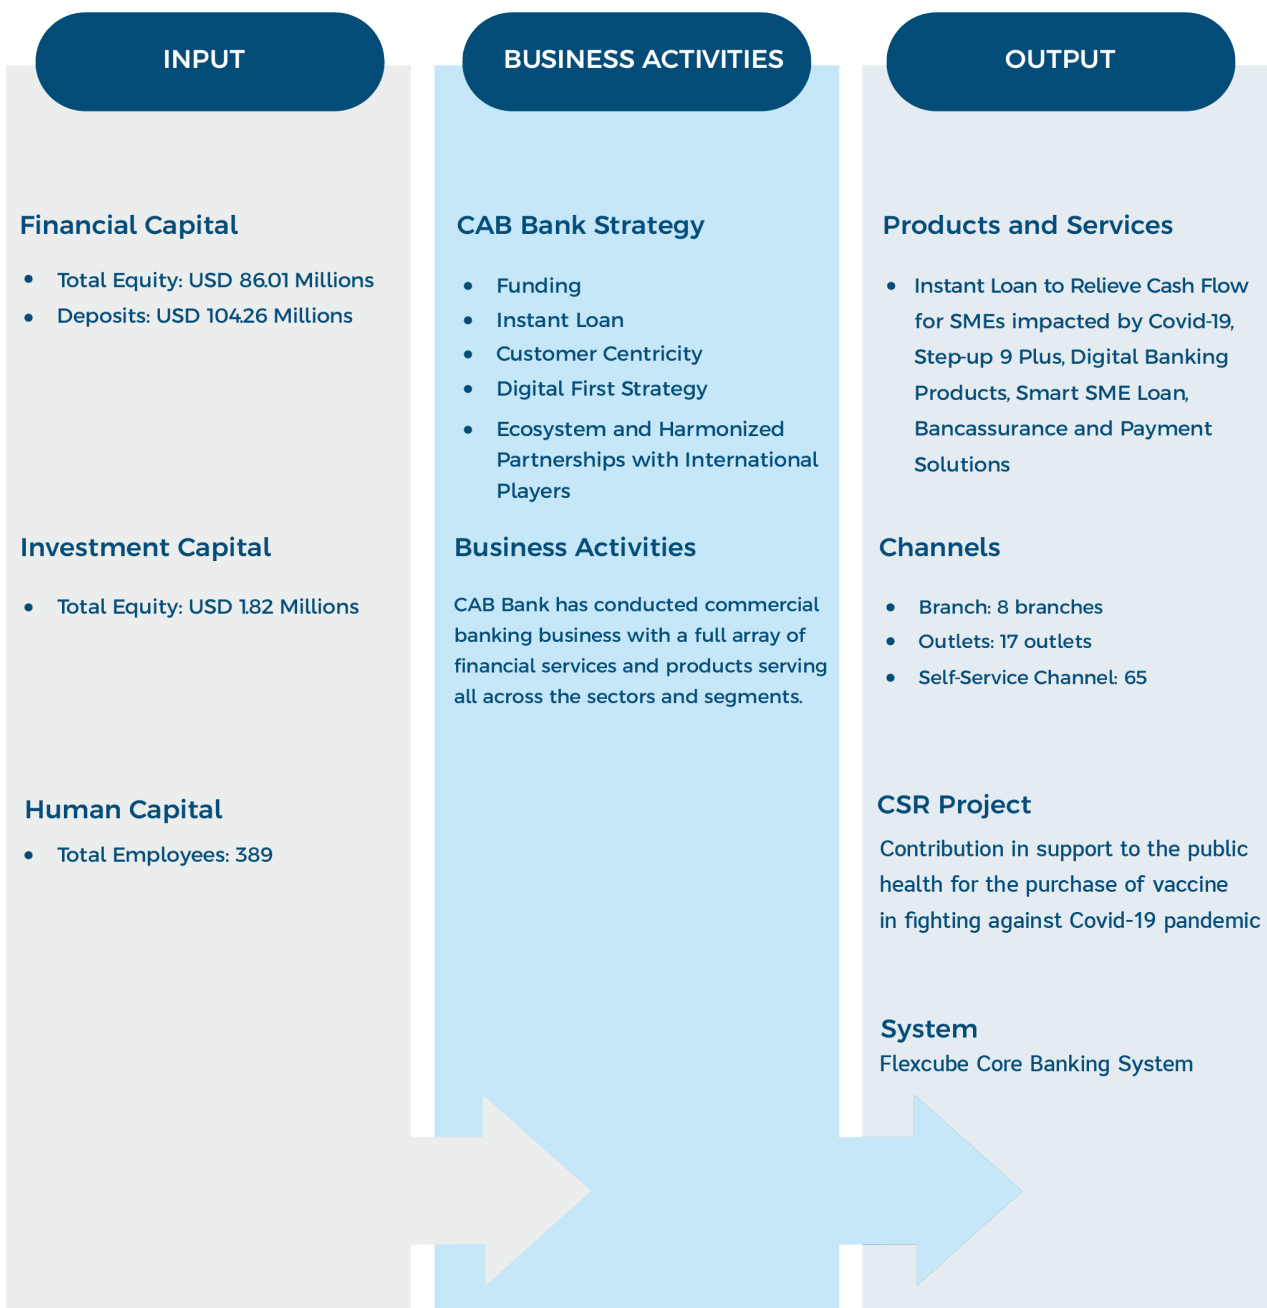 INPUT
Financial Capital
• Total Equity: USD 86.01 Millions
• Deposits: USD 104.26 Millions
Investment Capital
• Total Equity: USD 1.82 Millions
Human Capital
• Total Employees: 389
BUSINESS ACTIVITIES
CAB Bank Strategy
• Funding
• Instant Loan
• Customer Centricity
• Digital First Strategy
• Ecosystem and Harmonized
Partnerships with International
Players
Business Activities
CAB Bank has conducted commercial
banking business with a full array of
financial services and products serving
all across the sectors and segments.
OUTPUT
Products and Services
• Instant Loan to Relieve Cash Flow
for SMEs impacted by Covid-19,
Step-up 9 Plus, Digital Banking
Products, Smart SME Loan,
Bancassurance and Payment
Solutions
Channels
• Branch: 8 branches
• Outlets: 17 outlets
• Self-Service Channel: 65
CSR Project
Contribution in support to the public
health for the purchase of vaccine
in fighting against Covid-19 pandemic
System
Flexcube Core Banking System